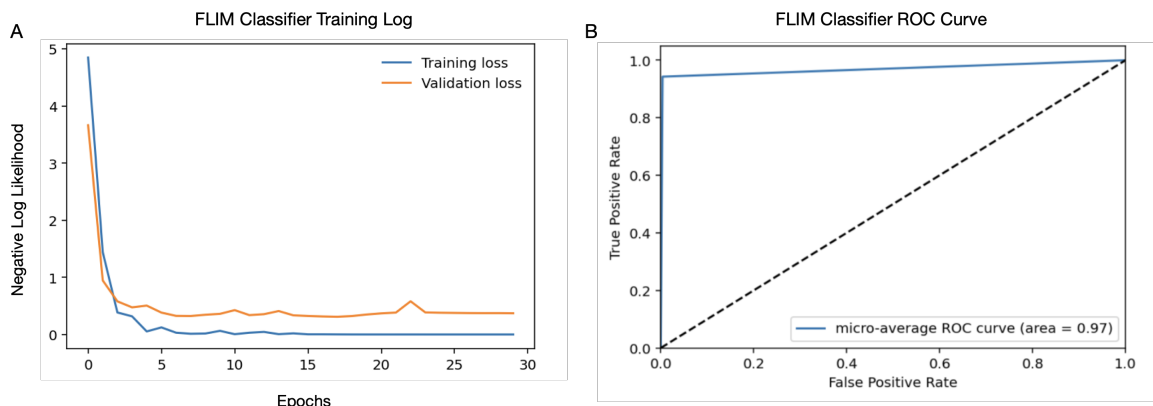 FLIM Classifier Training Log
A
5
4
3
2
1
0
Negative Log Likelihood
Training loss
Validation loss
0 5 10 15 20 25 30
Epochs
FLIM Classifier ROC Curve
B
1.0
0.8
0.6
0.4
0.2
0.0
True Positive Rate
micro-average ROC curve (area = 0.97)
0.0 0.2 0.4 0.6 0.8 1.0
False Positive Rate